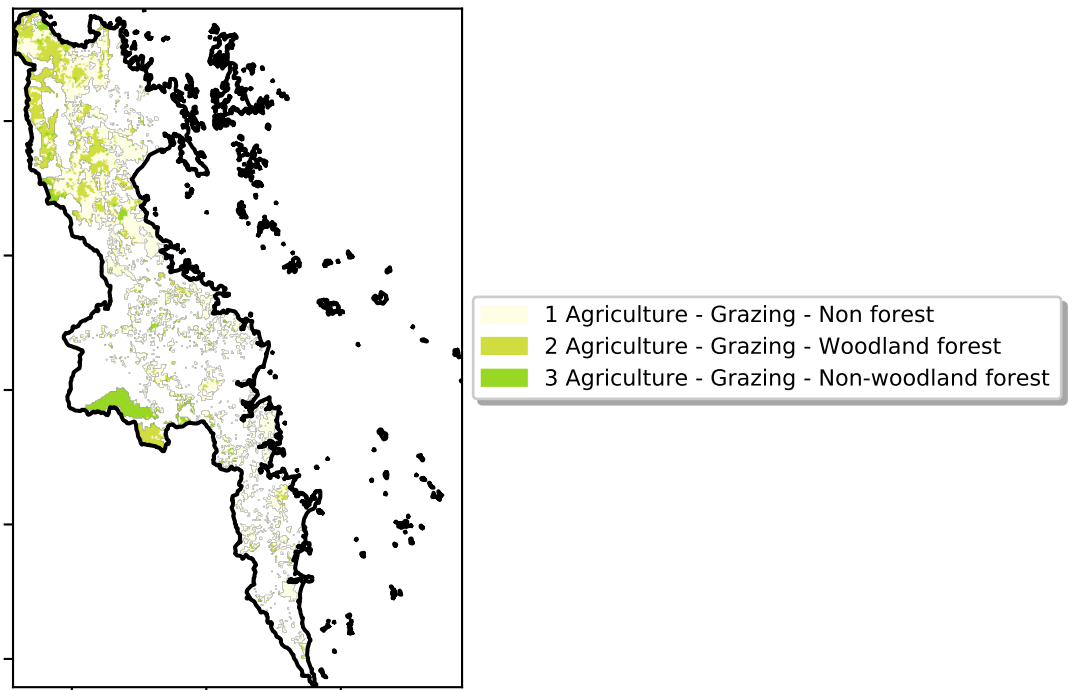 1 Agriculture - Grazing - Non forest
2 Agriculture - Grazing - Woodland forest
3 Agriculture - Grazing - Non-woodland forest